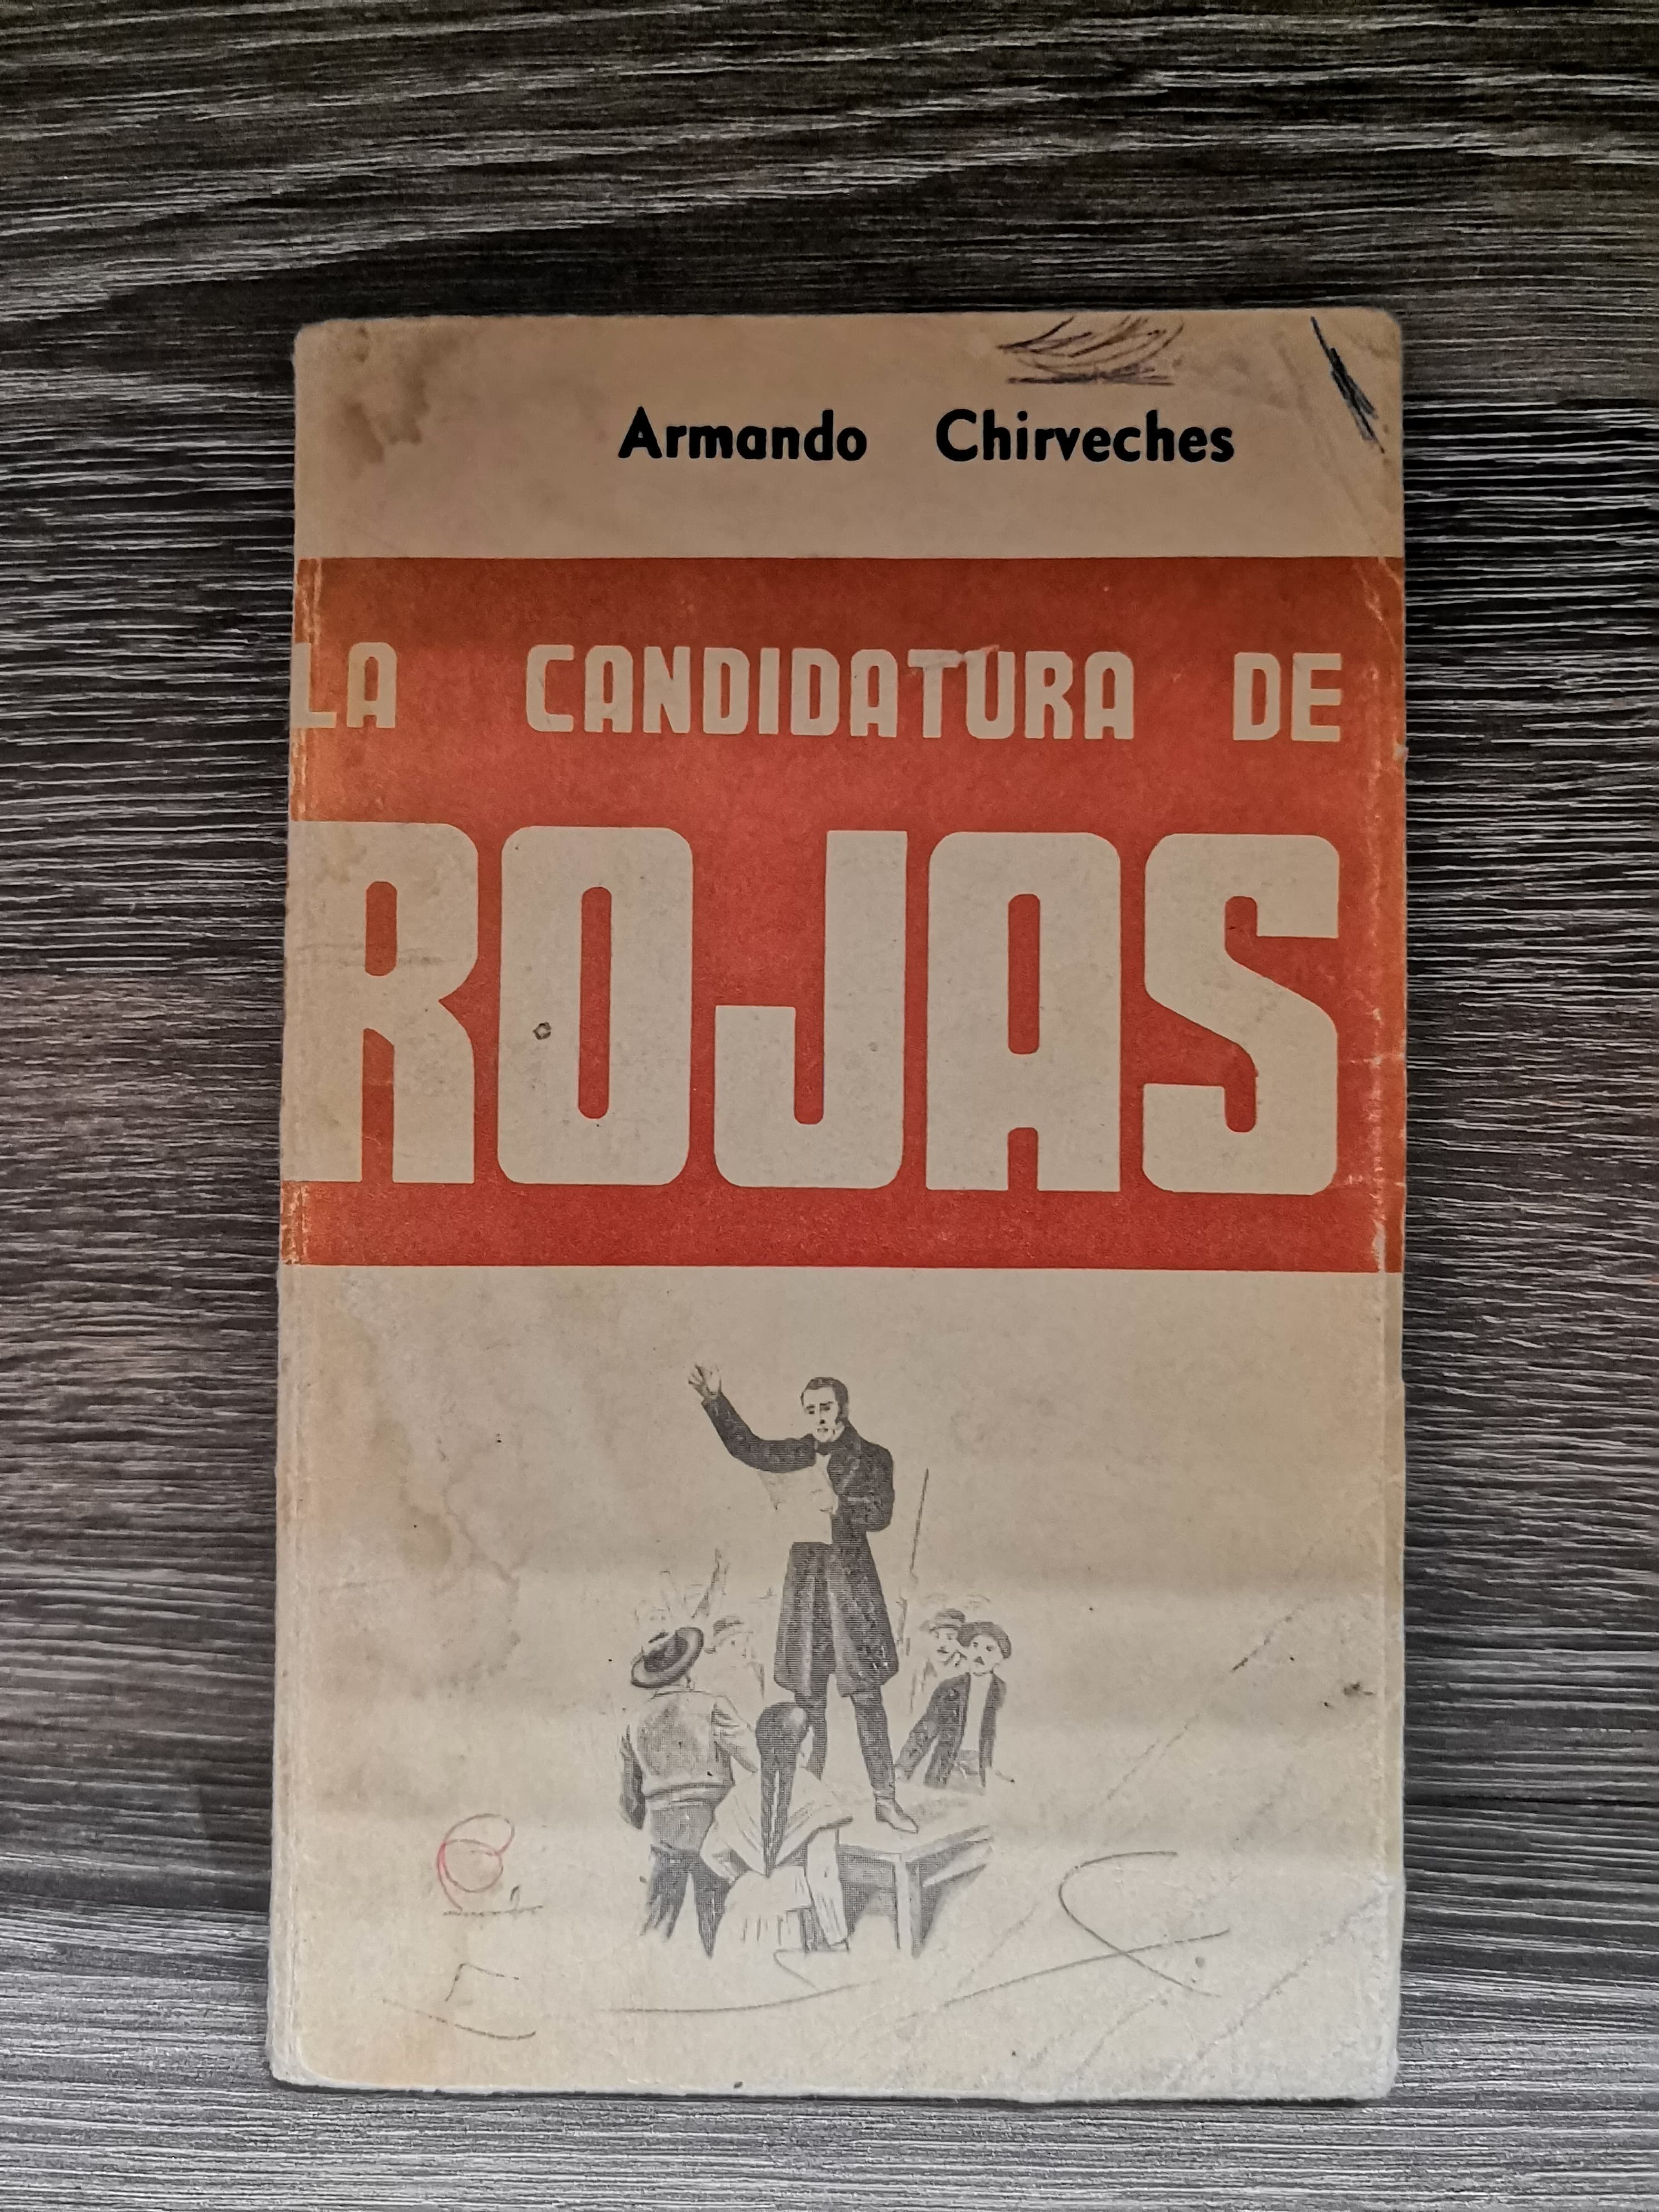 Armando Chirveches
LA CANDIDATURA DE
ROJAS